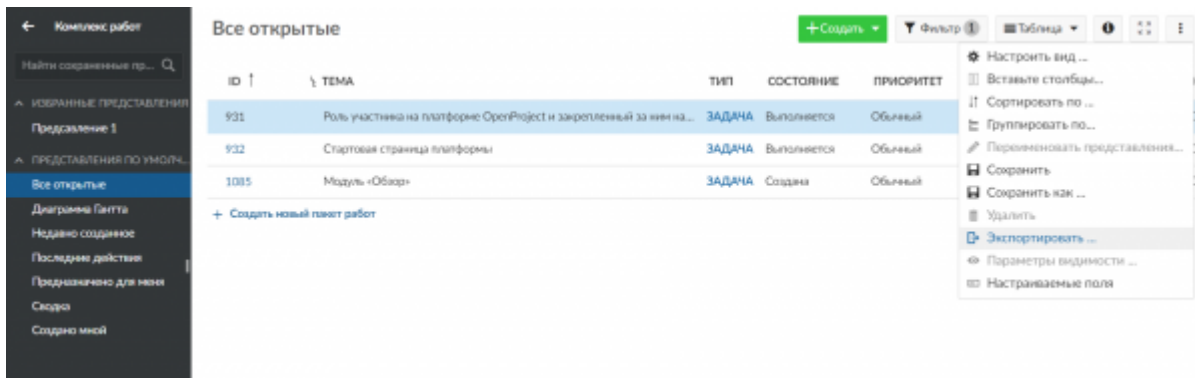 Комплекс работ
Найти сохраненные пр...
ИЗБРАННЫЕ ПРЕДСТАВЛЕНИЯ
Предсавление 1
ПРЕДСТАВЛЕНИЯ ПО УМОЛЧ...
Все открытые
Диаграмма Гантта
Недавно созданное
Последние действия
Предназначено для меня
Сводка
Создано мной
Все открытые
+ Создать
Фильтр 1
Таблица
ID ТЕМА ТИП СОСТОЯНИЕ ПРИОРИТЕТ
931 Роль участника на платформе OpenProject и закрепленный за ним на... ЗАДАЧА Выполняется Обычный
932 Стартовая страница платформы ЗАДАЧА Выполняется Обычный
1085 Модуль «Обзор» ЗАДАЧА Создана Обычный
+ Создать новый пакет работ
Настроить вид ...
Вставьте столбцы...
Сортировать по ...
Группировать по...
Переименовать представления...
Сохранить
Сохранить как ...
Удалить
Экспортировать ...
Параметры видимости ...
Настраиваемые поля